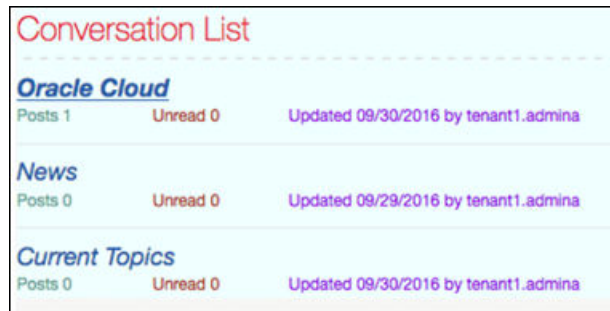 Conversation List
Oracle Cloud
Posts 1 Unread 0 Updated 09/30/2016 by tenant1.admina
News
Posts 0 Unread 0 Updated 09/29/2016 by tenant1.admina
Current Topics
Posts 0 Unread 0 Updated 09/30/2016 by tenant1.admina